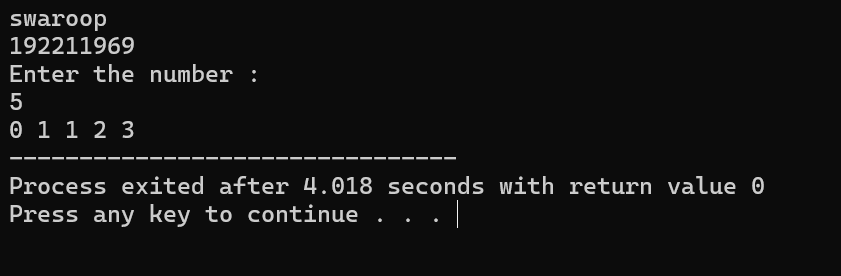 swaroop
192211969
Enter the number :
5
0 1 1 2 3
--------------------------------
Process exited after 4.018 seconds with return value 0
Press any key to continue . . .